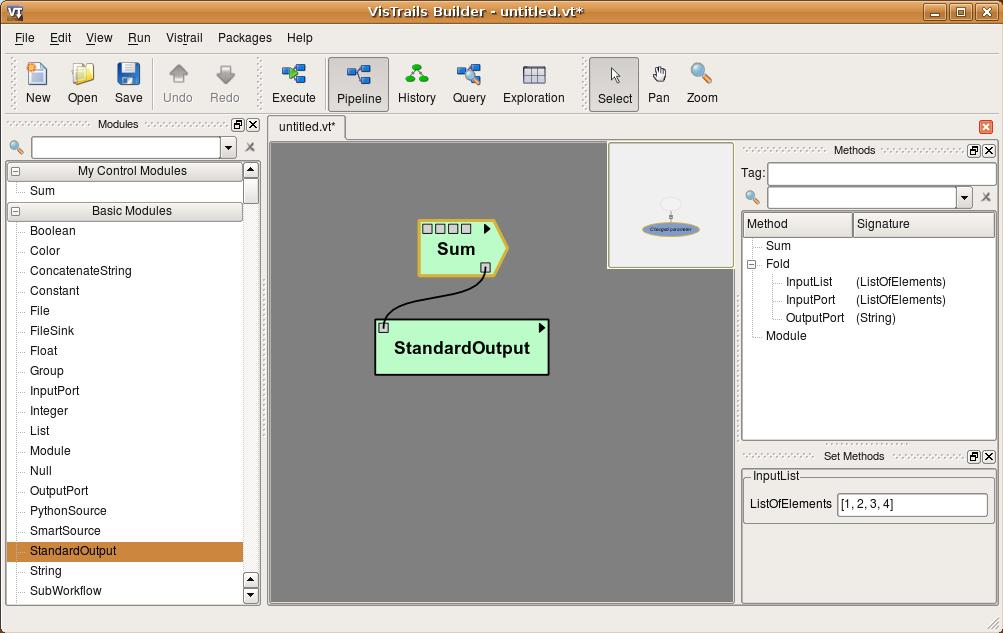 VT VisTrails Builder - untitled.vt*
File Edit View Run Vistrail Packages Help
New Open Save Undo Redo Execute Pipeline History Query Exploration Select Pan Zoom
Modules
My Control Modules
Sum
Basic Modules
Boolean
Color
ConcatenateString
Constant
File
FileSink
Float
Group
InputPort
Integer
List
Module
Null
OutputPort
PythonSource
SmartSource
StandardOutput
String
SubWorkflow
untitled.vt*
Sum
StandardOutput
Changed parameter
Methods
Tag:
Method Signature
Sum
Fold
InputList (ListOfElements)
InputPort (ListOfElements)
OutputPort (String)
Module
Set Methods
InputList
ListOfElements [1, 2, 3, 4]